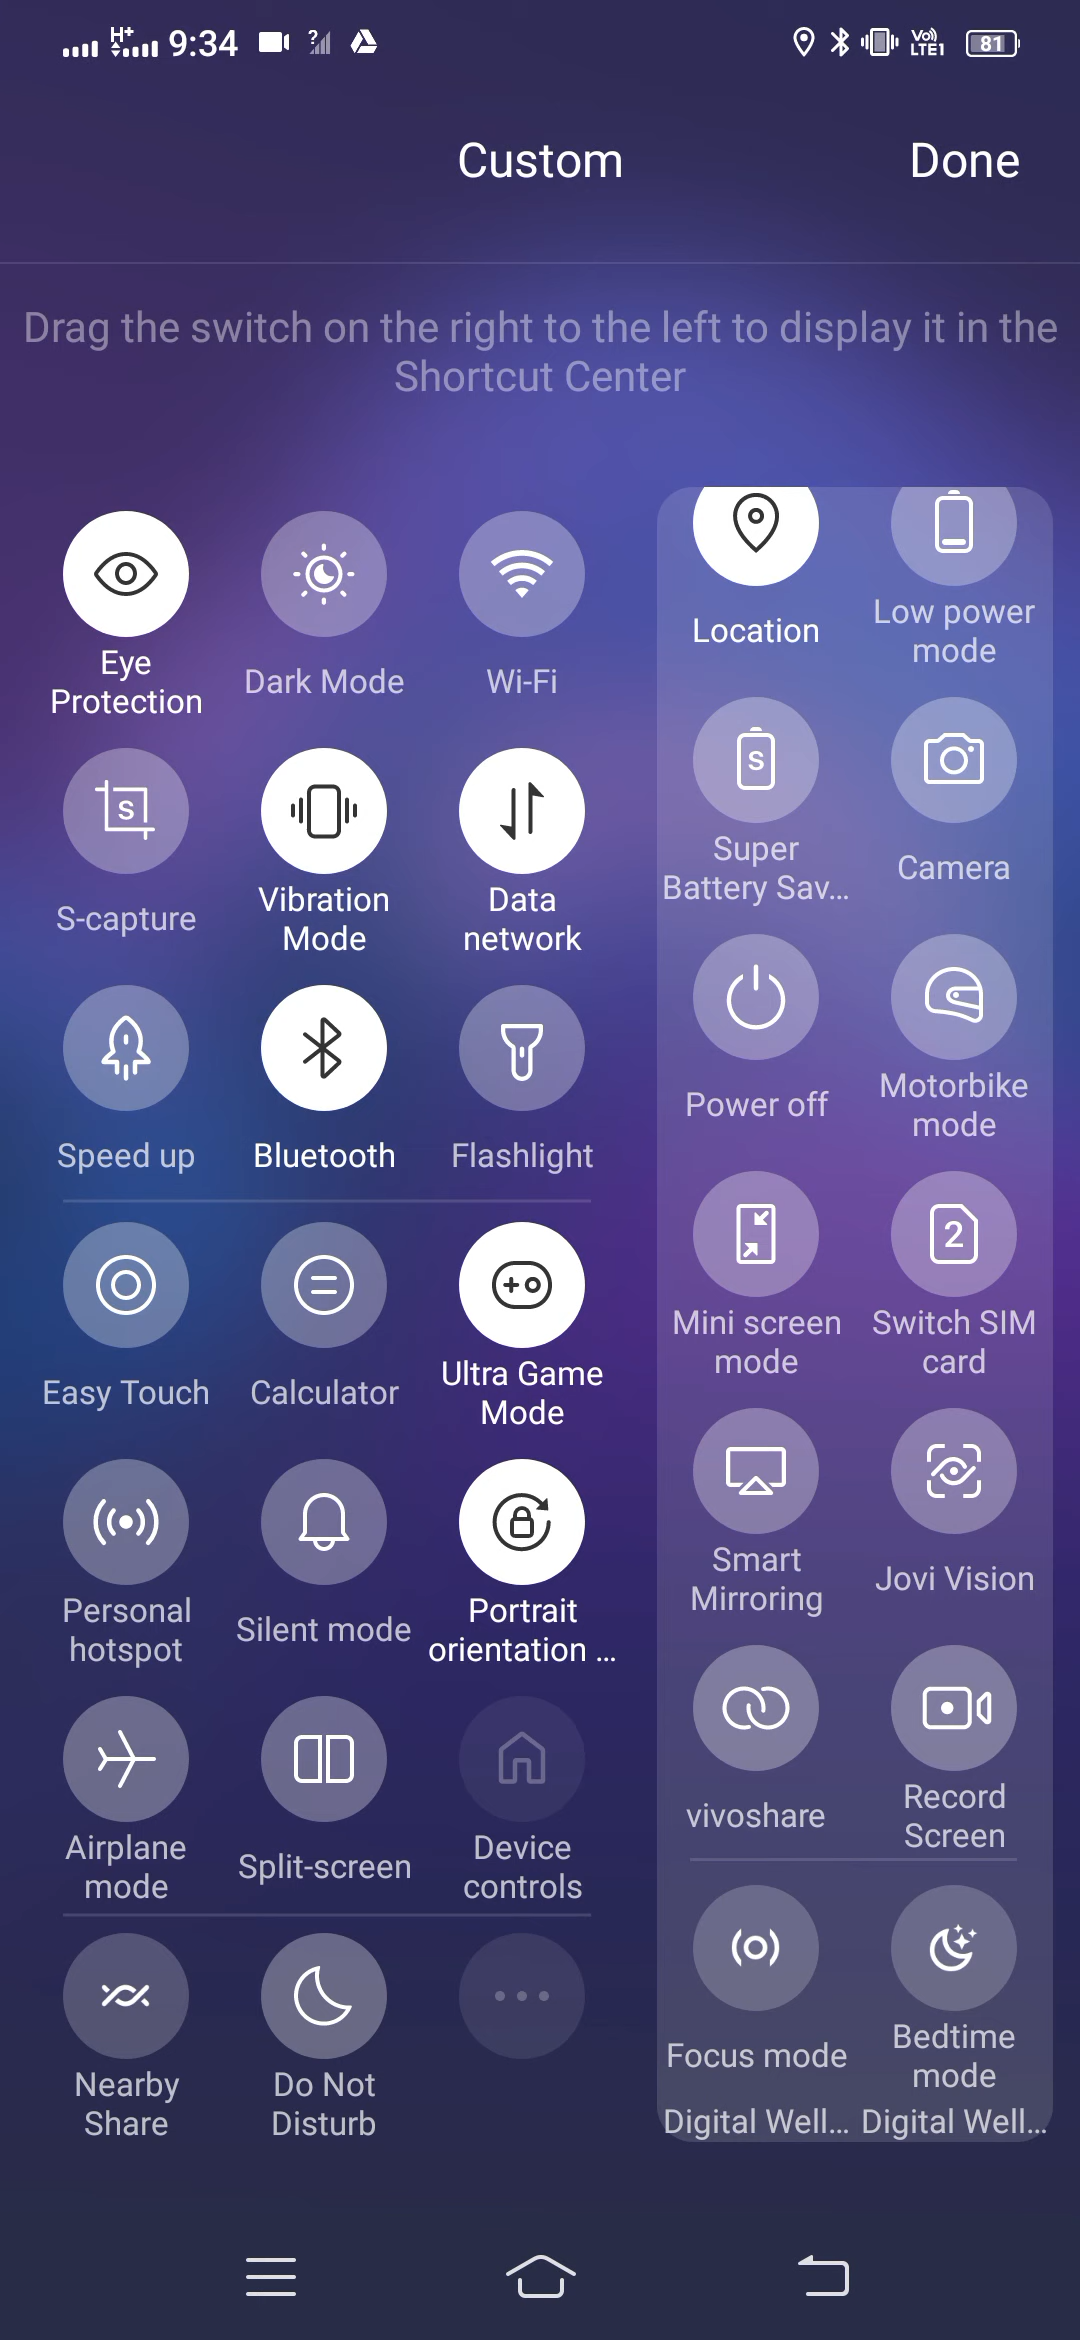 H+ 9:34 ? Vo)) LTE1 81
Custom Done
Drag the switch on the right to the left to display it in the
Shortcut Center
Eye
Protection
Dark Mode
Wi-Fi
S
S-capture
Vibration
Mode
Data
network
Speed up
Bluetooth
Flashlight
Easy Touch
Calculator
Ultra Game
Mode
Personal
hotspot
Silent mode
Portrait
orientation ...
Airplane
mode
Split-screen
Device
controls
Nearby
Share
Do Not
Disturb
Location
Low power
mode
S
Super
Battery Sav...
Camera
Power off
Motorbike
mode
Mini screen
mode
2
Switch SIM
card
Smart
Mirroring
Jovi Vision
vivoshare
Record
Screen
Focus mode
Digital Well...
Bedtime
mode
Digital Well...